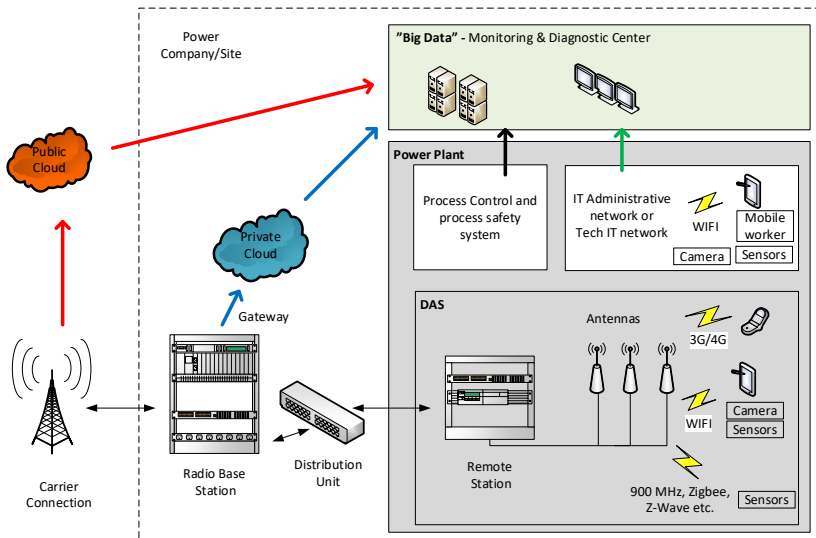 Power
Company/Site
"Big Data" - Monitoring & Diagnostic Center
Public
Cloud
Private
Cloud
Power Plant
Process Control and
process safety
system
IT Administrative
network or
Tech IT network
WIFI
Mobile
worker
Camera
Sensors
Gateway
DAS
Antennas
3G/4G
WIFI
Camera
Sensors
Carrier
Connection
Radio Base
Station
Distribution
Unit
Remote
Station
900 MHz, Zigbee,
Z-Wave etc.
Sensors